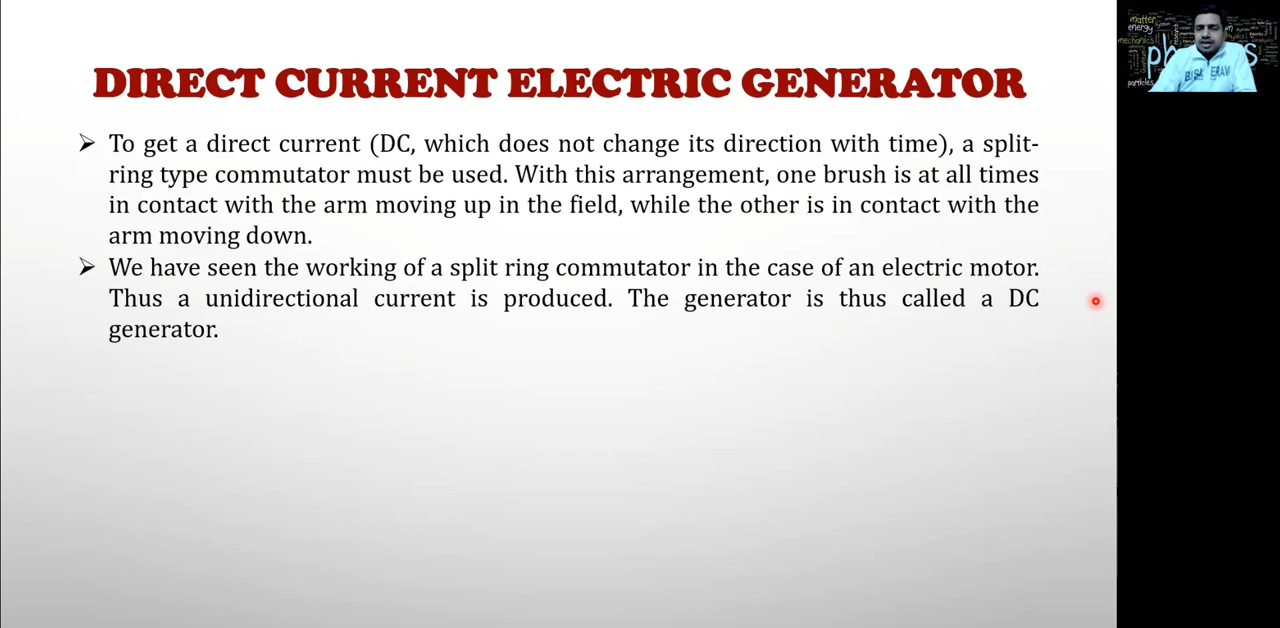 DIRECT CURRENT ELECTRIC GENERATOR
➢ To get a direct current (DC, which does not change its direction with time), a split-
ring type commutator must be used. With this arrangement, one brush is at all times
in contact with the arm moving up in the field, while the other is in contact with the
arm moving down.
➢ We have seen the working of a split ring commutator in the case of an electric motor.
Thus a unidirectional current is produced. The generator is thus called a DC
generator.
matter
energy
mechanics
particles